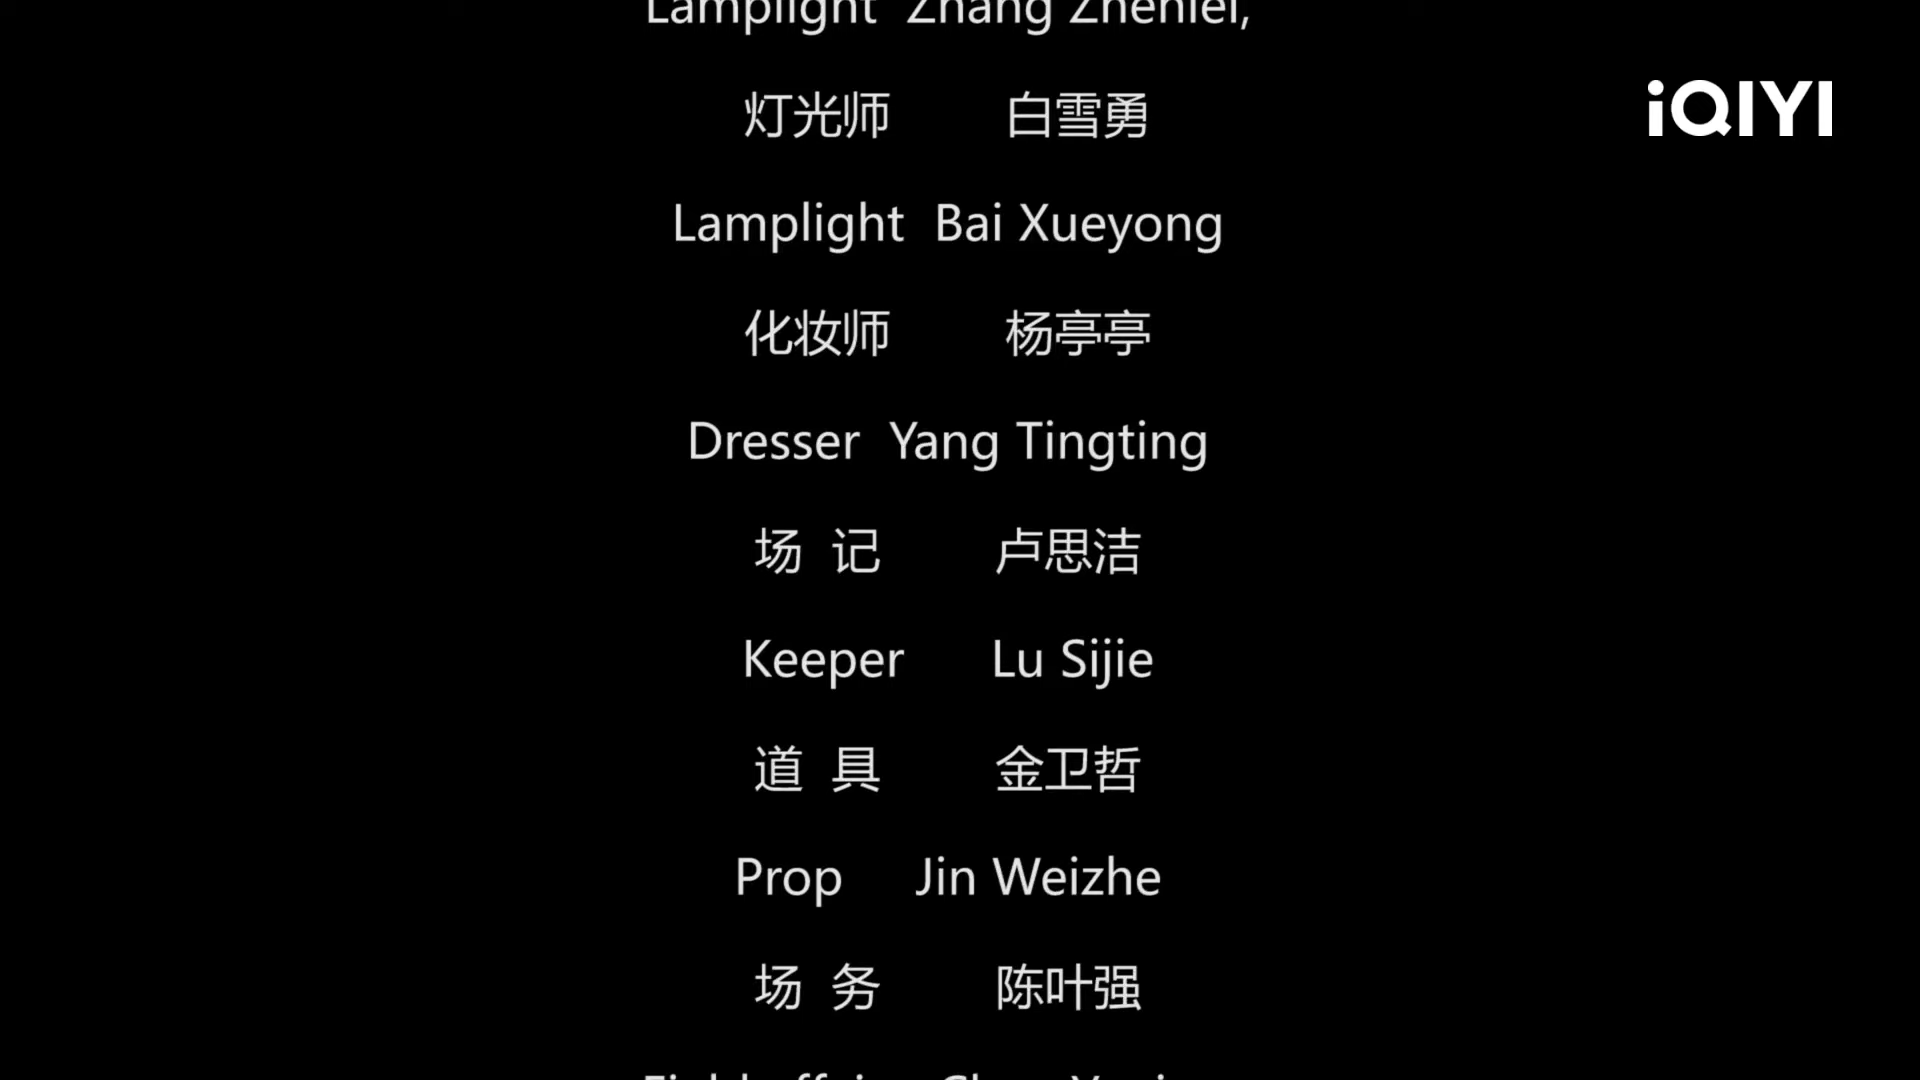 Lamplight Zhang Zhenlei,
iQIYI
灯光师 白雪勇
Lamplight Bai Xueyong
化妆师 杨亭亭
Dresser Yang Tingting
场 记 卢思洁
Keeper Lu Sijie
道 具 金卫哲
Prop Jin Weizhe
场 务 陈叶强